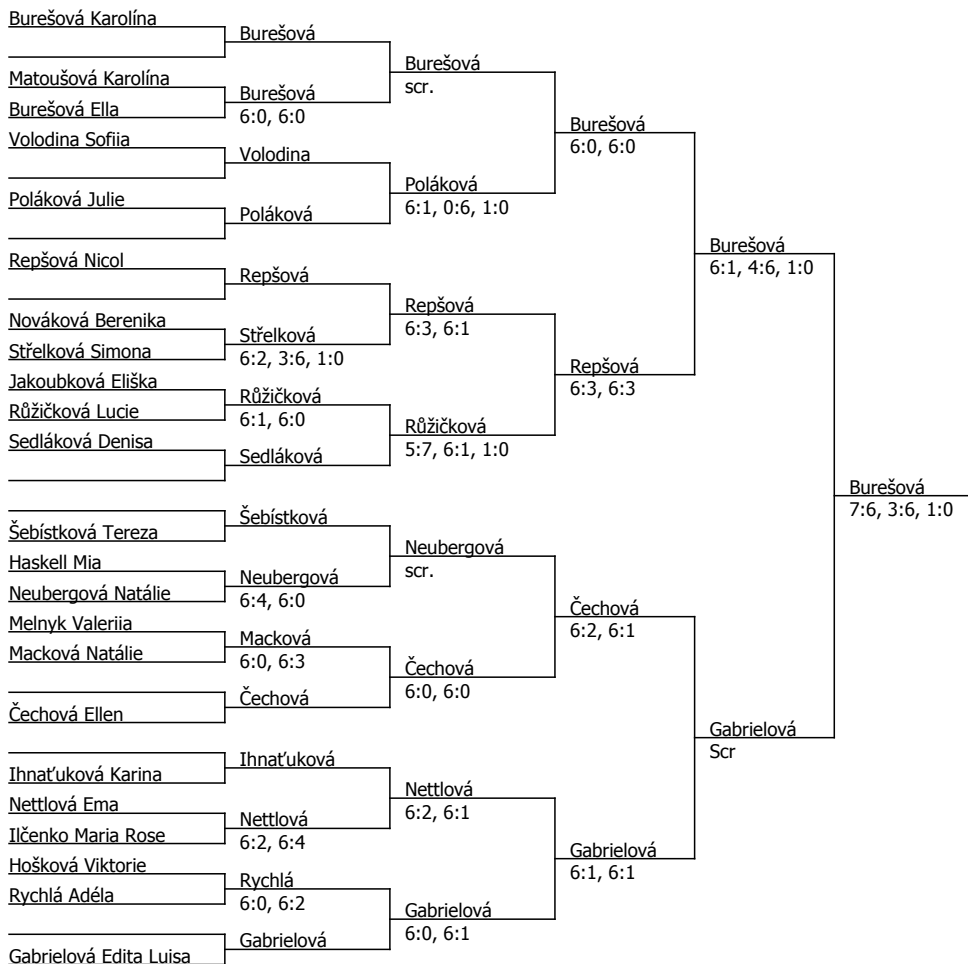 Burešová Karolína
Burešová
Burešová
scr.
Matoušová Karolína
Burešová Ella
Burešová
6:0, 6:0
Burešová
6:0, 6:0
Volodina Sofiia
Volodina
Poláková
6:1, 0:6, 1:0
Poláková Julie
Poláková
Burešová
6:1, 4:6, 1:0
Repšová Nicol
Repšová
Repšová
6:3, 6:1
Nováková Berenika
Střelková Simona
Střelková
6:2, 3:6, 1:0
Repšová
6:3, 6:3
Jakoubková Eliška
Růžičková Lucie
Růžičková
6:1, 6:0
Růžičková
5:7, 6:1, 1:0
Sedláková Denisa
Sedláková
Burešová
7:6, 3:6, 1:0
Šebístková Tereza
Šebístková
Neubergová
scr.
Haskell Mia
Neubergová Natálie
Neubergová
6:4, 6:0
Čechová
6:2, 6:1
Melnyk Valeriia
Macková Natálie
Macková
6:0, 6:3
Čechová
6:0, 6:0
Čechová Ellen
Čechová
Gabrielová
Scr
Ihnaťuková Karina
Ihnaťuková
Nettlová
6:2, 6:1
Nettlová Ema
Ilčenko Maria Rose
Nettlová
6:2, 6:4
Gabrielová
6:1, 6:1
Hošková Viktorie
Rychlá Adéla
Rychlá
6:0, 6:2
Gabrielová
6:0, 6:1
Gabrielová Edita Luisa
Gabrielová